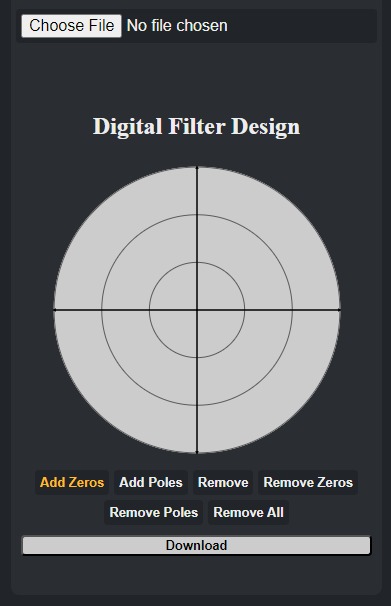 Choose File No file chosen
Digital Filter Design
Add Zeros Add Poles Remove Remove Zeros
Remove Poles Remove All
Download